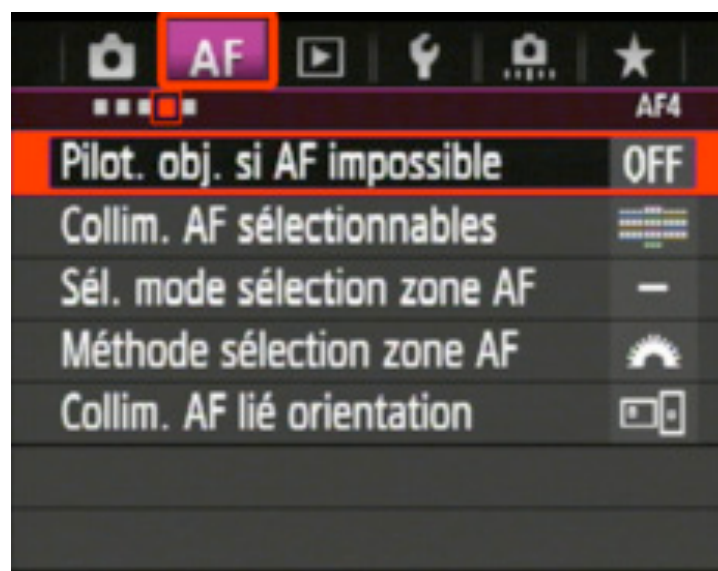 AF
AF4
Pilot. obj. si AF impossible OFF
Collim. AF sélectionnables
Sél. mode sélection zone AF –
Méthode sélection zone AF
Collim. AF lié orientation